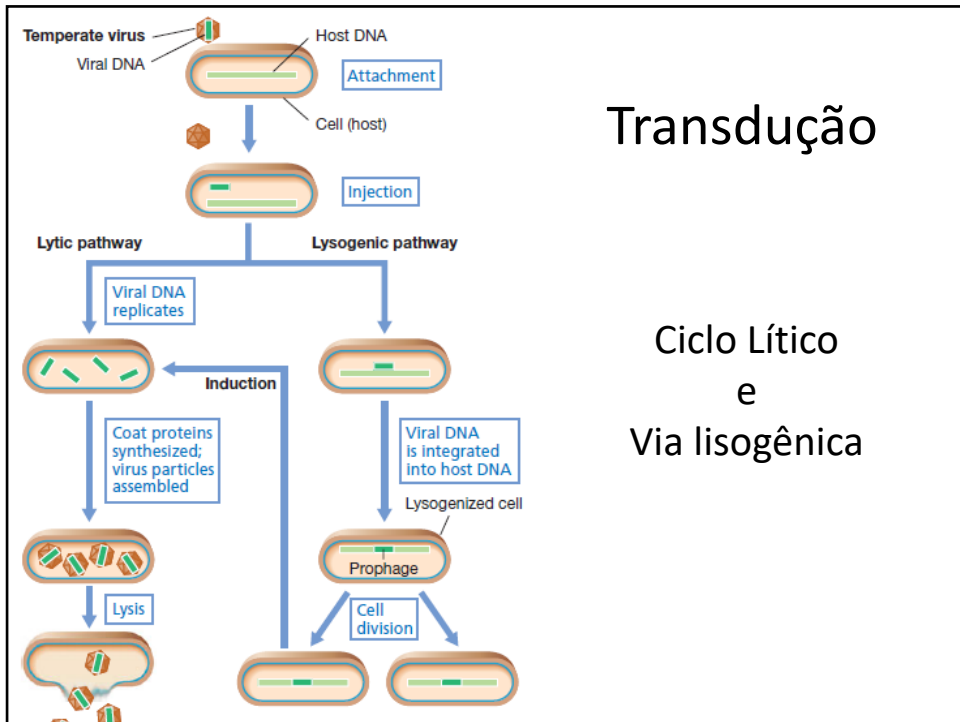 Temperate virus
Viral DNA
Host DNA
Attachment
Cell (host)
Injection
Lytic pathway
Lysogenic pathway
Viral DNA
replicates
Induction
Coat proteins
synthesized;
virus particles
assembled
Viral DNA
is integrated
into host DNA
Lysogenized cell
Prophage
Lysis
Cell
division
Transdução
Ciclo Lítico
e
Via lisogênica